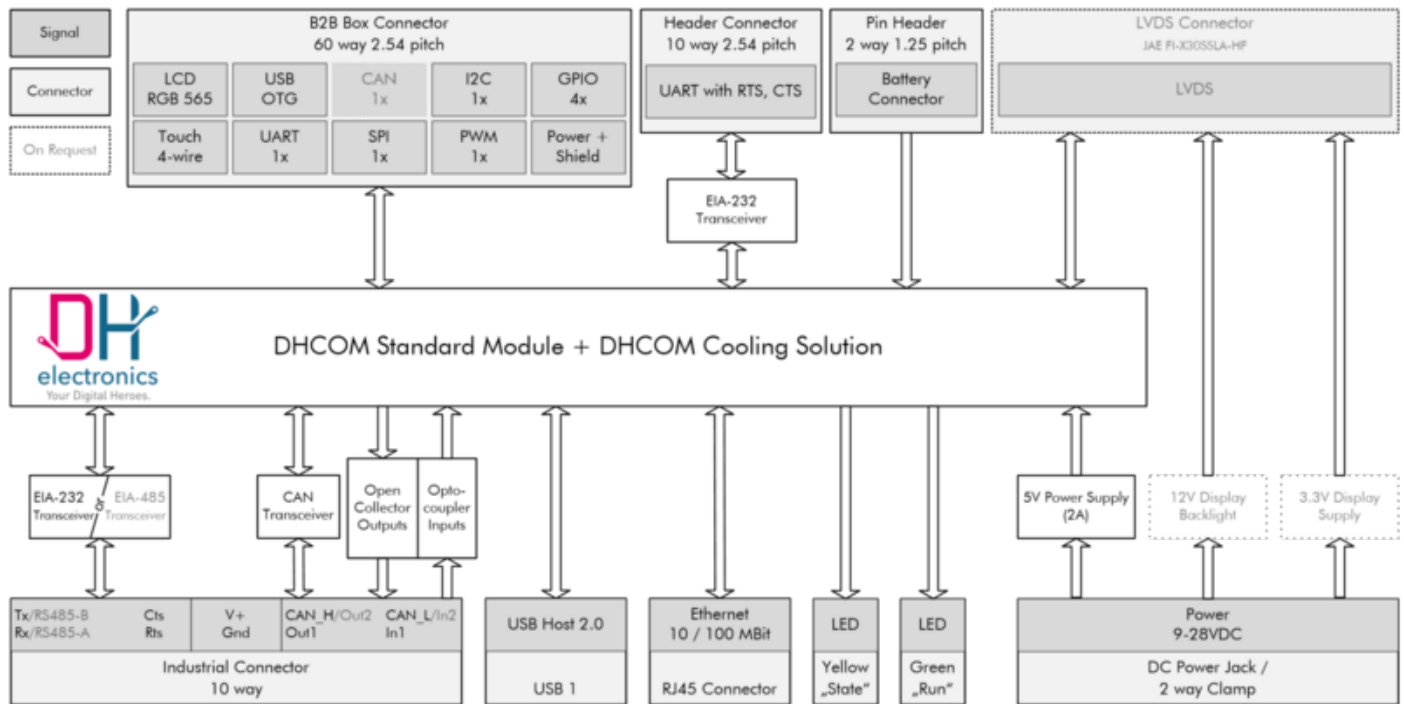 Signal
Connector
On Request
B2B Box Connector
60 way 2.54 pitch
LCD
RGB 565
USB
OTG
CAN
1x
I2C
1x
GPIO
4x
Touch
4-wire
UART
1x
SPI
1x
PWM
1x
Power +
Shield
Header Connector
10 way 2.54 pitch
UART with RTS, CTS
Pin Header
2 way 1.25 pitch
Battery
Connector
LVDS Connector
JAE FI-X30SSLA-HF
LVDS
EIA-232
Transceiver
DH
electronics
Your Digital Heroes.
DHCOM Standard Module + DHCOM Cooling Solution
EIA-232
Transceiver
or
EIA-485
Transceiver
CAN
Transceiver
Open
Collector
Outputs
Opto-
coupler
Inputs
5V Power Supply
(2A)
12V Display
Backlight
3.3V Display
Supply
Tx/RS485-B
Rx/RS485-A
Cts
Rts
V+
Gnd
CAN_H/Out2
Out1
CAN_L/In2
In1
Industrial Connector
10 way
USB Host 2.0
USB 1
Ethernet
10 / 100 MBit
RJ45 Connector
LED
Yellow
„State“
LED
Green
„Run“
Power
9-28VDC
DC Power Jack /
2 way Clamp